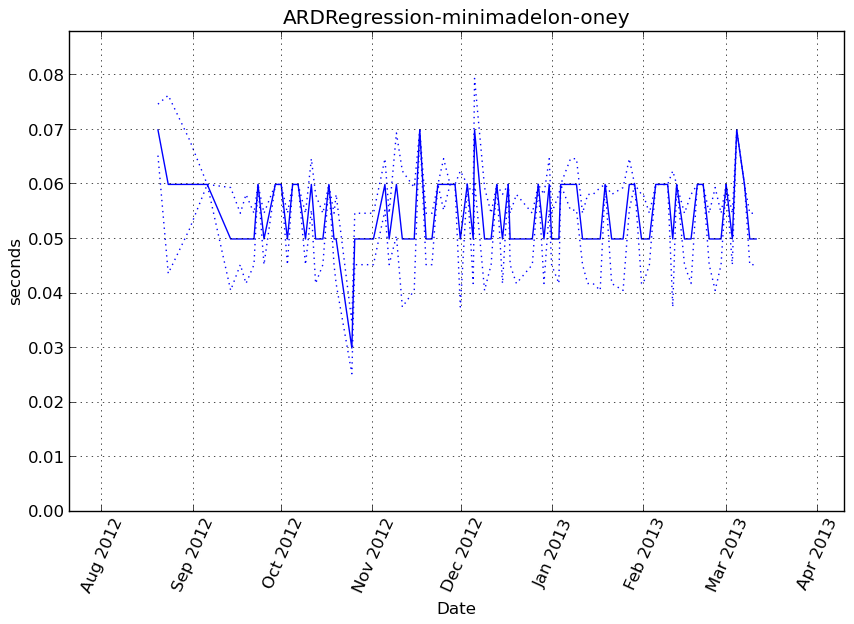 ARDRegression-minimadelon-oney
0.08
0.07
0.06
0.05
0.04
0.03
0.02
0.01
0.00
seconds
Aug 2012
Sep 2012
Oct 2012
Nov 2012
Dec 2012
Jan 2013
Feb 2013
Mar 2013
Apr 2013
Date